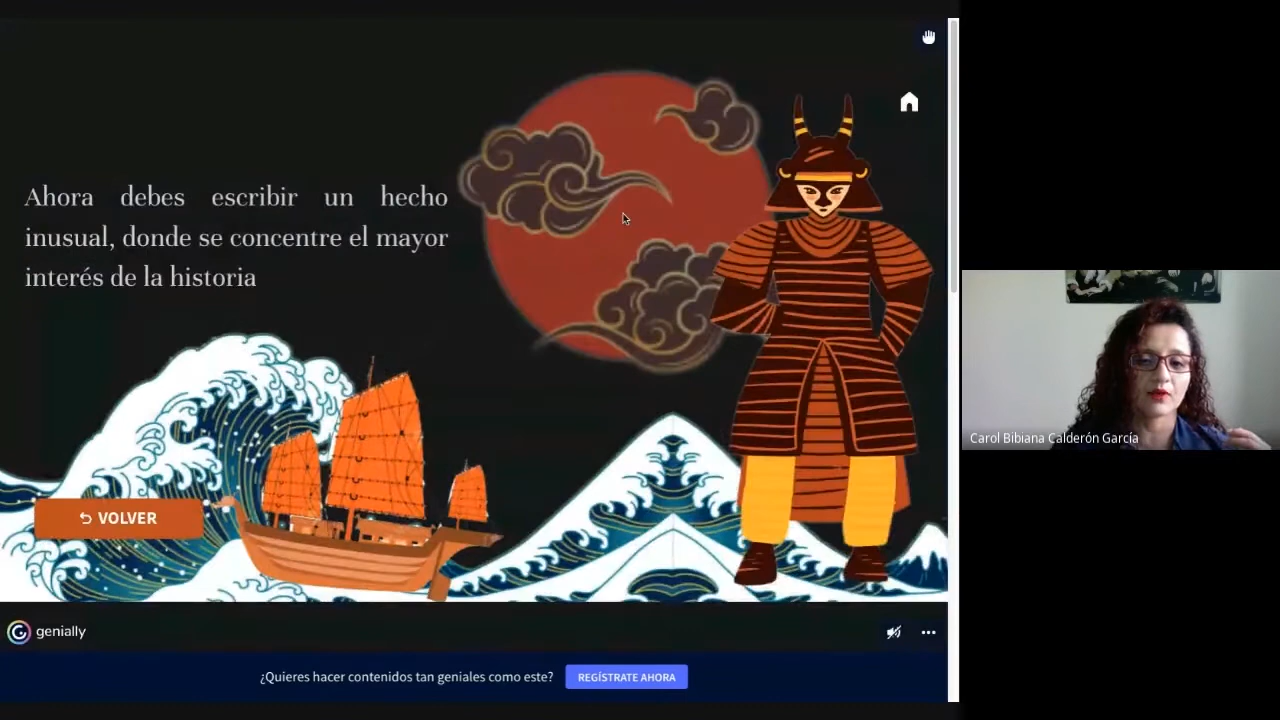 Ahora debes escribir un hecho
inusual, donde se concentre el mayor
interés de la historia
VOLVER
Carol Bibiana Calderón García
genially
¿Quieres hacer contenidos tan geniales como este?
REGÍSTRATE AHORA